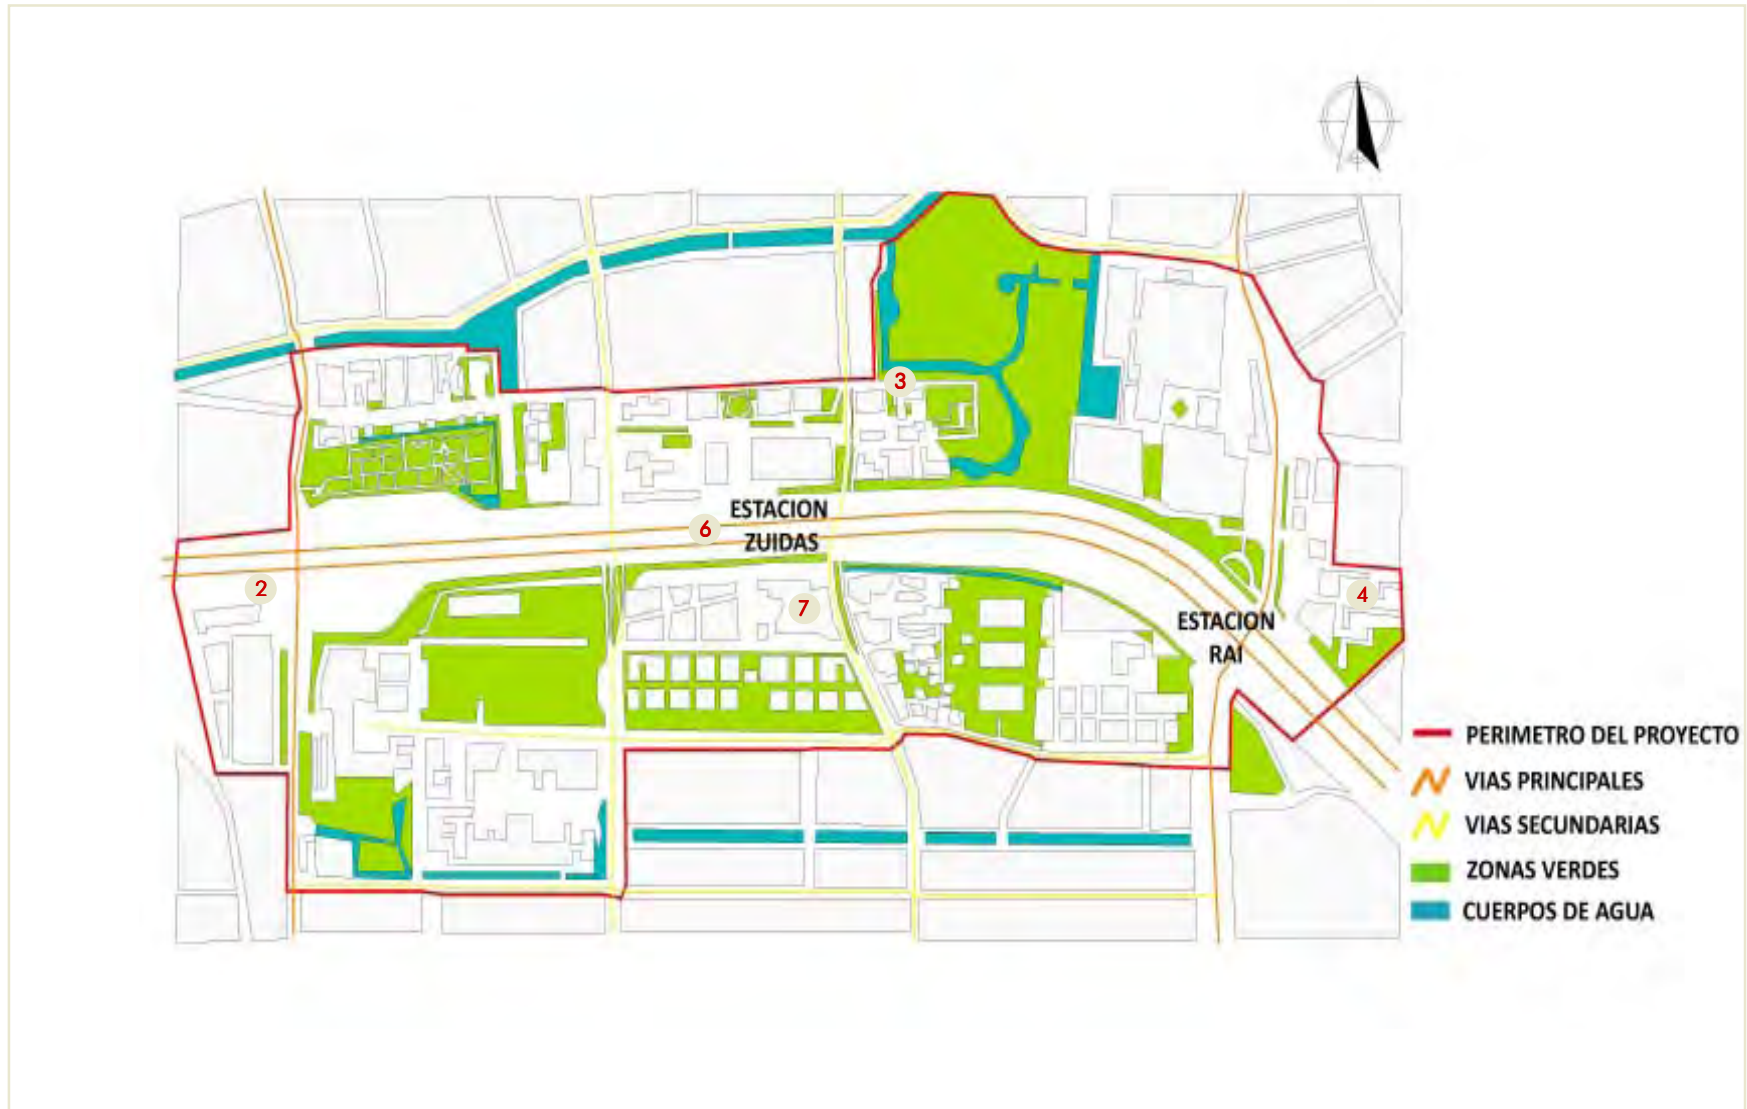 3
ESTACION
ZUIDAS
6
2
7
4
ESTACION
RAI
PERIMETRO DEL PROYECTO
VIAS PRINCIPALES
VIAS SECUNDARIAS
ZONAS VERDES
CUERPOS DE AGUA